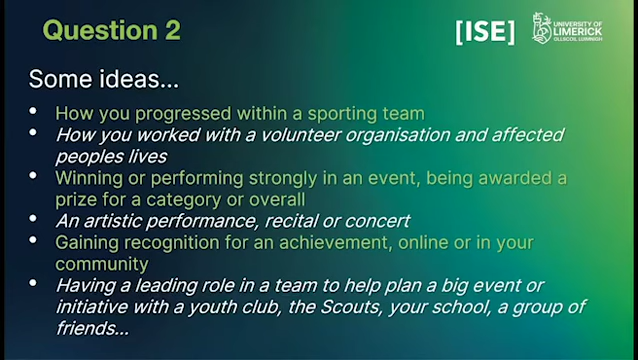 Question 2
[ISE]
UNIVERSITY OF
LIMERICK
OLLSCOIL LUIMNIGH
Some ideas...
• How you progressed within a sporting team
• How you worked with a volunteer organisation and affected
peoples lives
• Winning or performing strongly in an event, being awarded a
prize for a category or overall
• An artistic performance, recital or concert
• Gaining recognition for an achievement, online or in your
community
• Having a leading role in a team to help plan a big event or
initiative with a youth club, the Scouts, your school, a group of
friends...